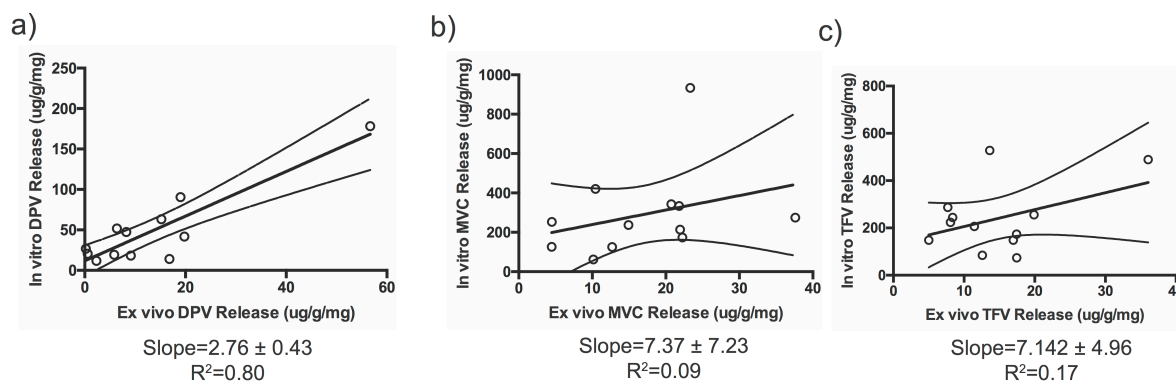 a)
In vitro DPV Release (ug/g/mg)
250
200
150
100
50
0
0 20 40 60
Ex vivo DPV Release (ug/g/mg)
Slope=2.76 ± 0.43
R²=0.80
b)
In vitro MVC Release (ug/g/mg)
1000
800
600
400
200
0
0 10 20 30 40
Ex vivo MVC Release (ug/g/mg)
Slope=7.37 ± 7.23
R²=0.09
c)
In vitro TFV Release (ug/g/mg)
800
600
400
200
0
0 10 20 30
Ex vivo TFV Release (ug/g/mg)
Slope=7.142 ± 4.96
R²=0.17